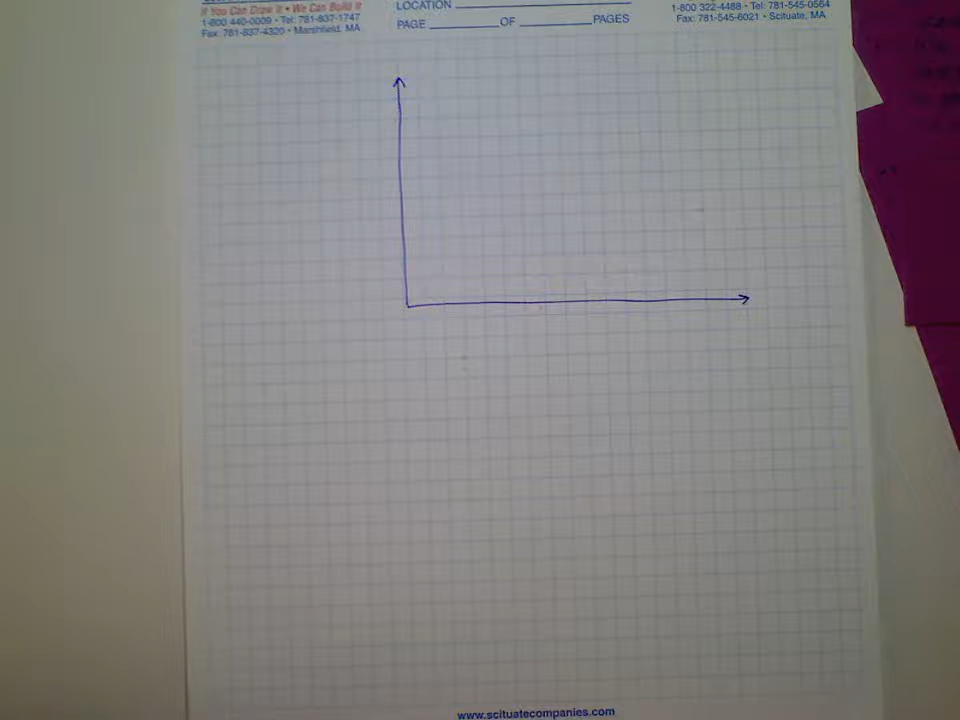 If You Can Draw It • We Can Build It
1-800 440-0009 • Tel: 781-837-1747
Fax: 781-837-4320 • Marshfield, MA
LOCATION
PAGE OF PAGES
1-800 322-4488 • Tel: 781-545-0564
Fax: 781-545-6021 • Scituate, MA
www.scituatecompanies.com